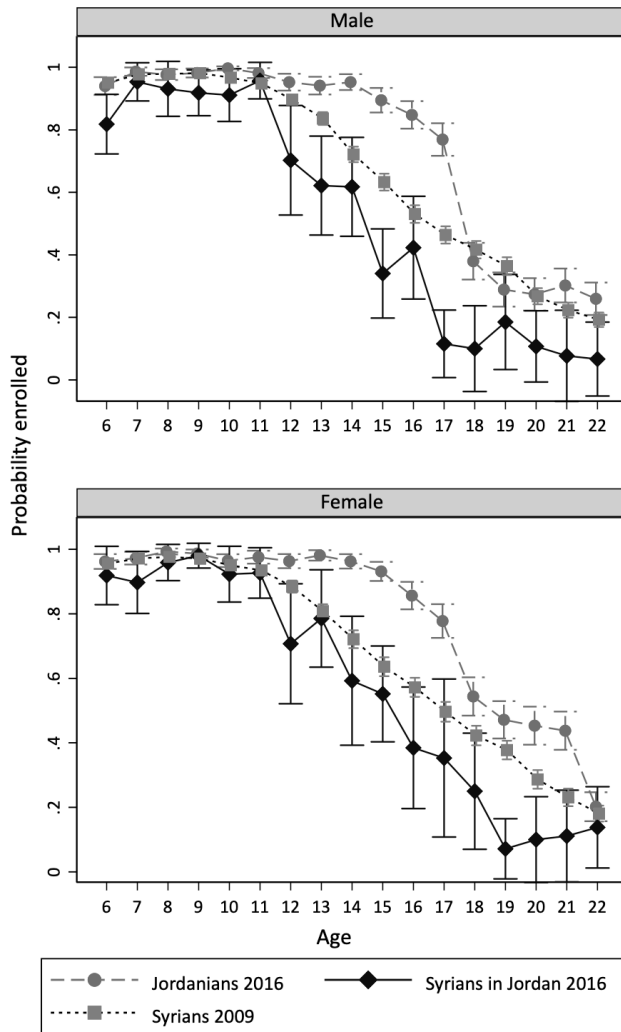 Male
1
.8
.6
.4
.2
0
6 7 8 9 10 11 12 13 14 15 16 17 18 19 20 21 22
Probability enrolled
Female
1
.8
.6
.4
.2
0
6 7 8 9 10 11 12 13 14 15 16 17 18 19 20 21 22
Age
Jordanians 2016 Syrians in Jordan 2016
Syrians 2009